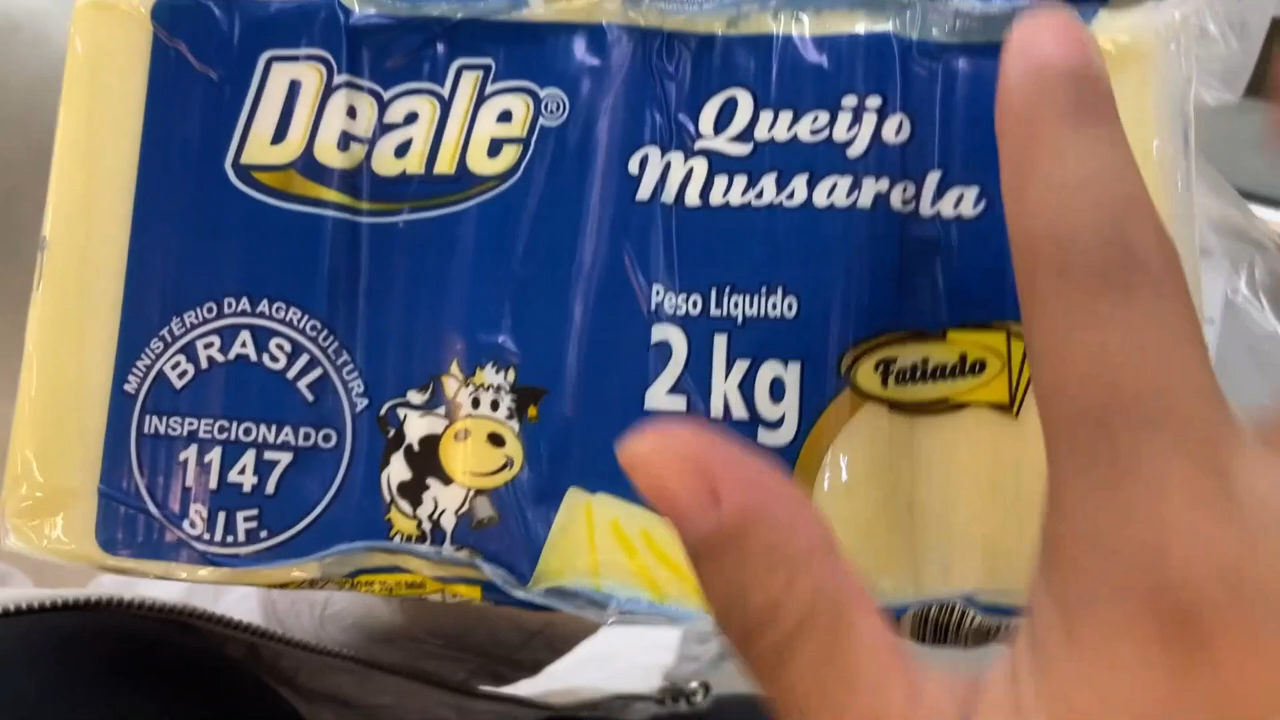 Deale®
Queijo
Mussarela
Peso Líquido
2 kg
Fatiado
MINISTÉRIO DA AGRICULTURA
BRASIL
INSPECIONADO
1147
S.I.F.